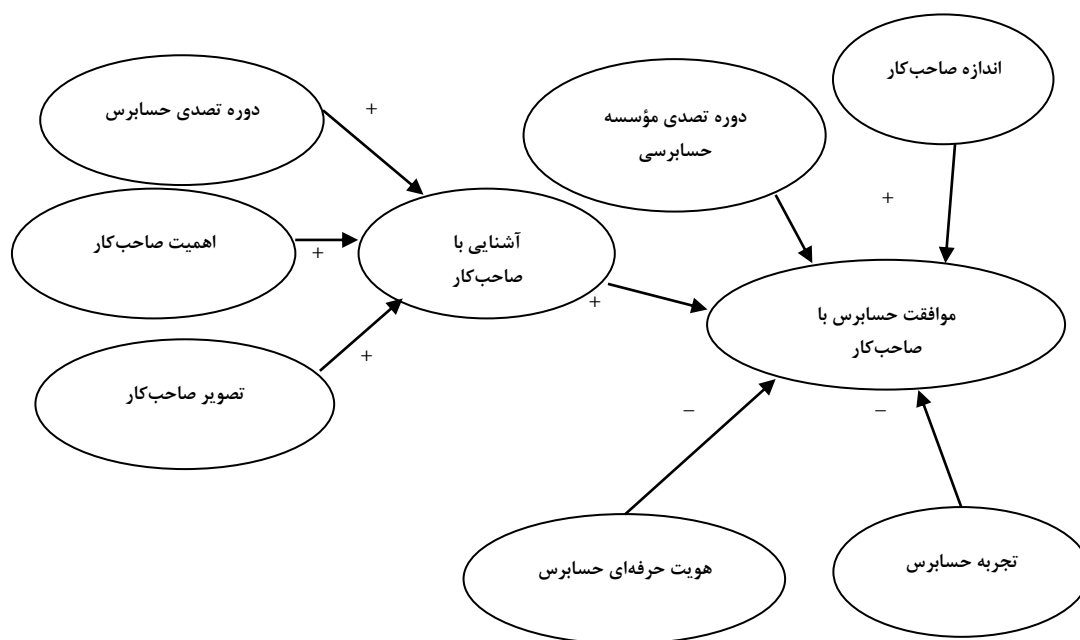 اندازه صاحب‌کار
دوره تصدی حسابرس
+
دوره تصدی مؤسسه
حسابرسی
+
اهمیت صاحب‌کار
+
آشنایی با
صاحب‌کار
+
موافقت حسابرس با
صاحب‌کار
+
تصویر صاحب‌کار
–
–
هویت حرفه‌ای حسابرس
تجربه حسابرس